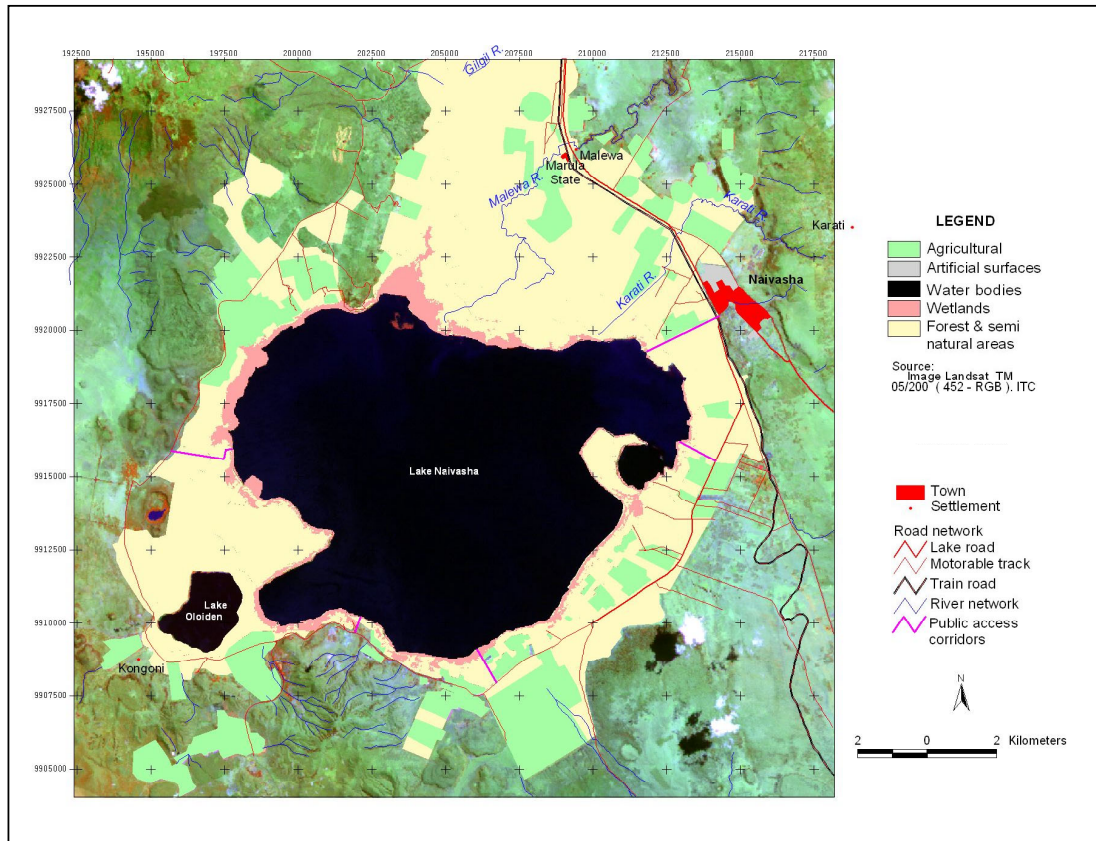 192500 195000 197500 200000 202500 205000 207500 210000 212500 215000 217500
Gilgil R.
9927500
Malewa
Marula
State
9925000
Malewa R.
Karati R.
Karati
9922500
Naivasha
Karati R.
9920000
9917500
9915000
Lake Naivasha
9912500
Lake
Oloiden
9910000
Kongoni
9907500
9905000
LEGEND
Agricultural
Artificial surfaces
Water bodies
Wetlands
Forest & semi
natural areas
Source:
Image Landsat TM
05/200 ( 452 - RGB ). ITC
Town
Settlement
Road network
Lake road
Motorable track
Train road
River network
Public access
corridors
N
2 0 2 Kilometers